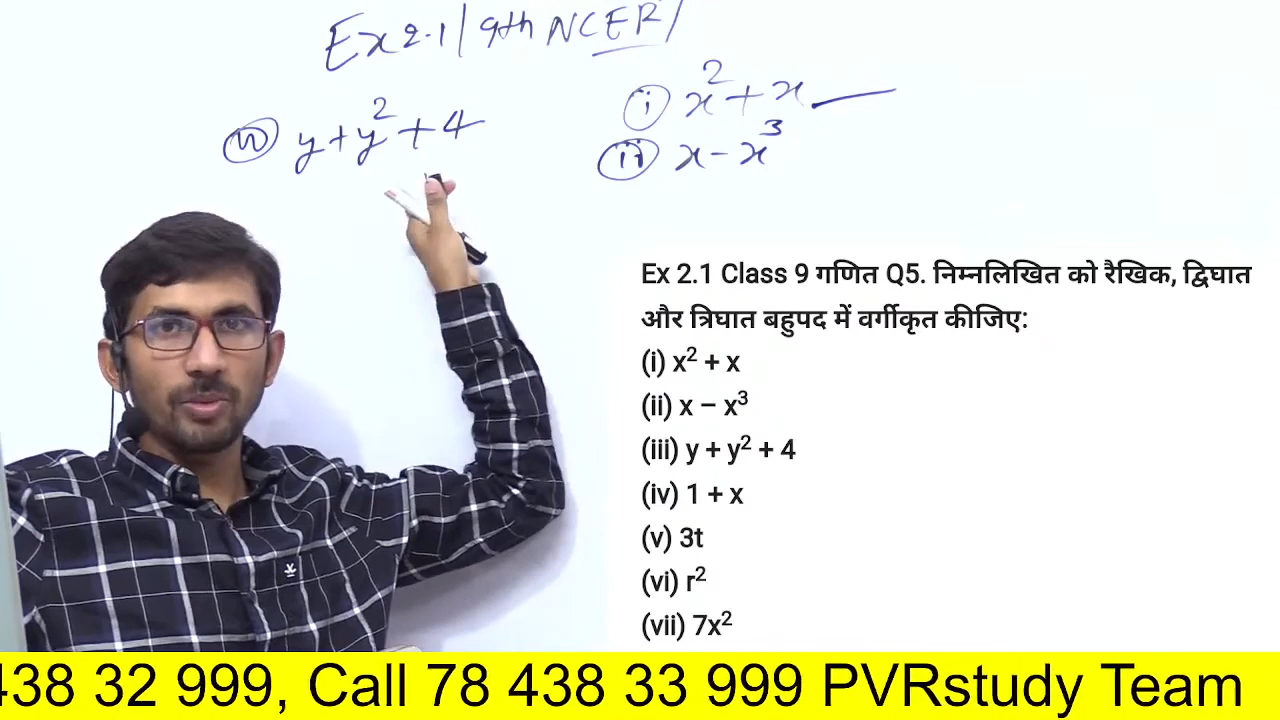 Ex 2.1 / 9th NCER /
(i) x² + x
(ii) x - x³
y + y² + 4
Ex 2.1 Class 9 गणित Q5. निम्नलिखित को रैखिक, द्विघात
और त्रिघात बहुपद में वर्गीकृत कीजिए:
(i) x² + x
(ii) x – x³
(iii) y + y² + 4
(iv) 1 + x
(v) 3t
(vi) r²
(vii) 7x²
438 32 999, Call 78 438 33 999 PVRstudy Team